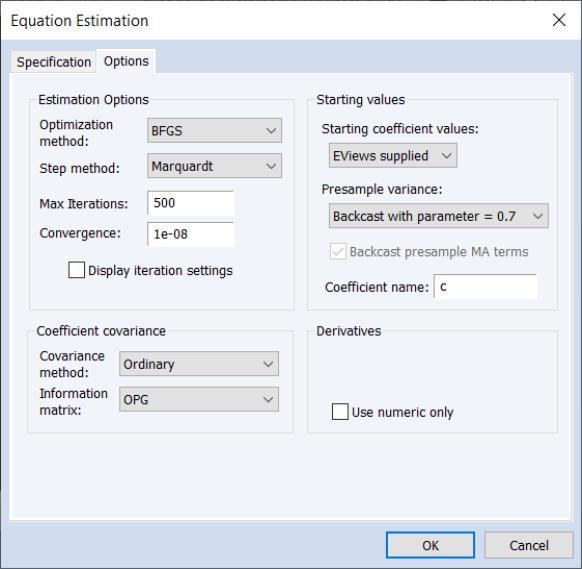 Equation Estimation
Specification
Options
Estimation Options
Optimization
method:
BFGS
Step method:
Marquardt
Max Iterations:
500
Convergence:
1e-08
Display iteration settings
Starting values
Starting coefficient values:
EViews supplied
Presample variance:
Backcast with parameter = 0.7
Backcast presample MA terms
Coefficient name:
c
Coefficient covariance
Covariance
method:
Ordinary
Information
matrix:
OPG
Derivatives
Use numeric only
OK
Cancel